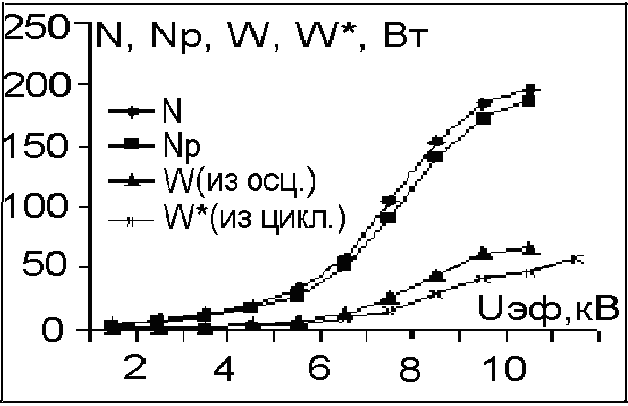 250 N, Np, W, W*, Вт
200
N
150
Np
W(из осц.)
100
W*(из цикл.)
50
Uэф,кВ
0
2 4 6 8 10